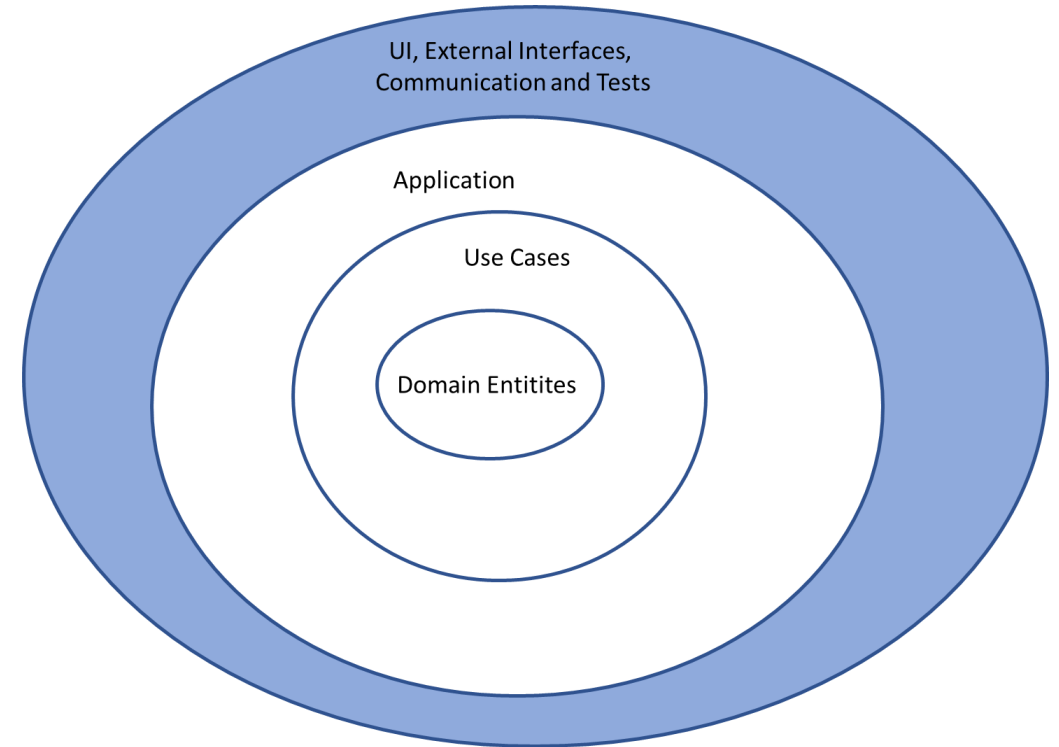 UI, External Interfaces,
Communication and Tests
Application
Use Cases
Domain Entitites